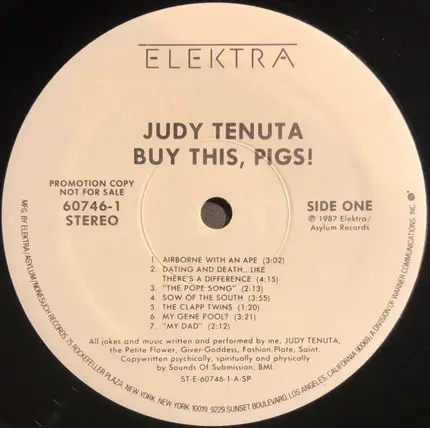 ELEKTRA
JUDY TENUTA
BUY THIS, PIGS!
PROMOTION COPY
NOT FOR SALE
60746-1
STEREO
SIDE ONE
℗ 1987 Elektra/
Asylum Records
1. AIRBORNE WITH AN APE (3:02)
2. DATING AND DEATH...LIKE
THERE'S A DIFFERENCE (4:15)
3. "THE POPE SONG" (2:13)
4. SOW OF THE SOUTH (3:55)
5. THE CLAPP TWINS (1:20)
6. MY GENE FOOL? (3:21)
7. "MY DAD" (2:12)
All jokes and music written and performed by me, JUDY TENUTA,
the Petite Flower, Giver-Goddess, Fashion Plate, Saint.
Copywritten psychically, spiritually and physically
by Sounds Of Submission, BMI.
ST-E-60746-1-A-SP
MFG. BY ELEKTRA/ASYLUM/NONESUCH RECORDS, 75 ROCKEFELLER PLAZA, NEW YORK, NEW YORK 10019. 9229 SUNSET BOULEVARD, LOS ANGELES, CALIFORNIA 90069. A DIVISION OF WARNER COMMUNICATIONS, INC.